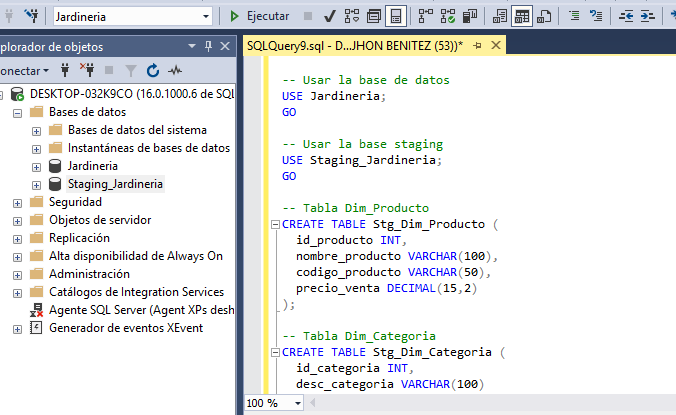 Jardineria
Ejecutar
plorador de objetos
onectar
SQLQuery9.sql - D...JHON BENITEZ (53))*
DESKTOP-032K9CO (16.0.1000.6 de SQL
Bases de datos
Bases de datos del sistema
Instantáneas de bases de datos
Jardineria
Staging_Jardineria
Seguridad
Objetos de servidor
Replicación
Alta disponibilidad de Always On
Administración
Catálogos de Integration Services
Agente SQL Server (Agent XPs desh
Generador de eventos XEvent
-- Usar la base de datos
USE Jardineria;
GO
-- Usar la base staging
USE Staging_Jardineria;
GO
-- Tabla Dim_Producto
CREATE TABLE Stg_Dim_Producto (
id_producto INT,
nombre_producto VARCHAR(100),
codigo_producto VARCHAR(50),
precio_venta DECIMAL(15,2)
);
-- Tabla Dim_Categoria
CREATE TABLE Stg_Dim_Categoria (
id_categoria INT,
desc_categoria VARCHAR(100)
100 %